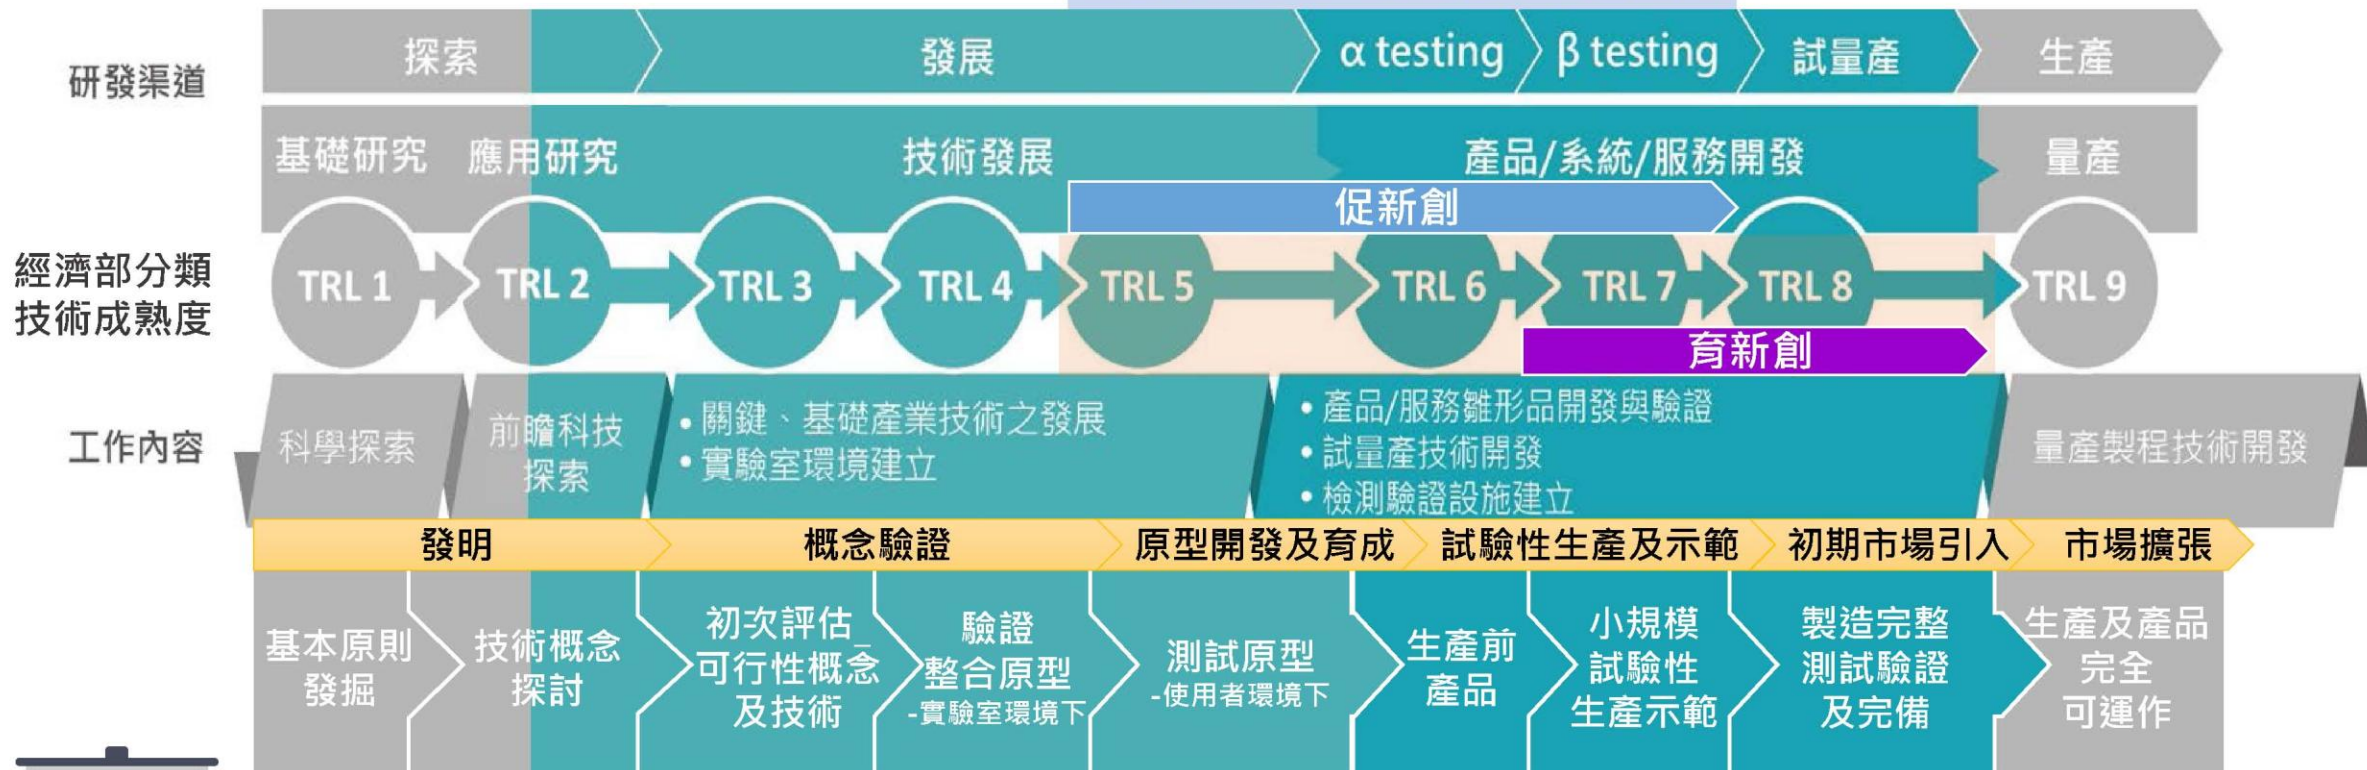 研發渠道
探索
發展
α testing
β testing
試量產
生產
基礎研究
應用研究
技術發展
產品/系統/服務開發
量產
促新創
經濟部分類
技術成熟度
TRL 1
TRL 2
TRL 3
TRL 4
TRL 5
TRL 6
TRL 7
TRL 8
TRL 9
育新創
工作內容
科學探索
前瞻科技
探索
• 關鍵、基礎產業技術之發展
• 實驗室環境建立
• 產品/服務雛形品開發與驗證
• 試量產技術開發
• 檢測驗證設施建立
量產製程技術開發
發明
概念驗證
原型開發及育成
試驗性生產及示範
初期市場引入
市場擴張
基本原則
發掘
技術概念
探討
初次評估_
可行性概念
及技術
驗證
整合原型
-實驗室環境下
測試原型
-使用者環境下
生產前
產品
小規模
試驗性
生產示範
製造完整
測試驗證
及完備
生產及產品
完全
可運作